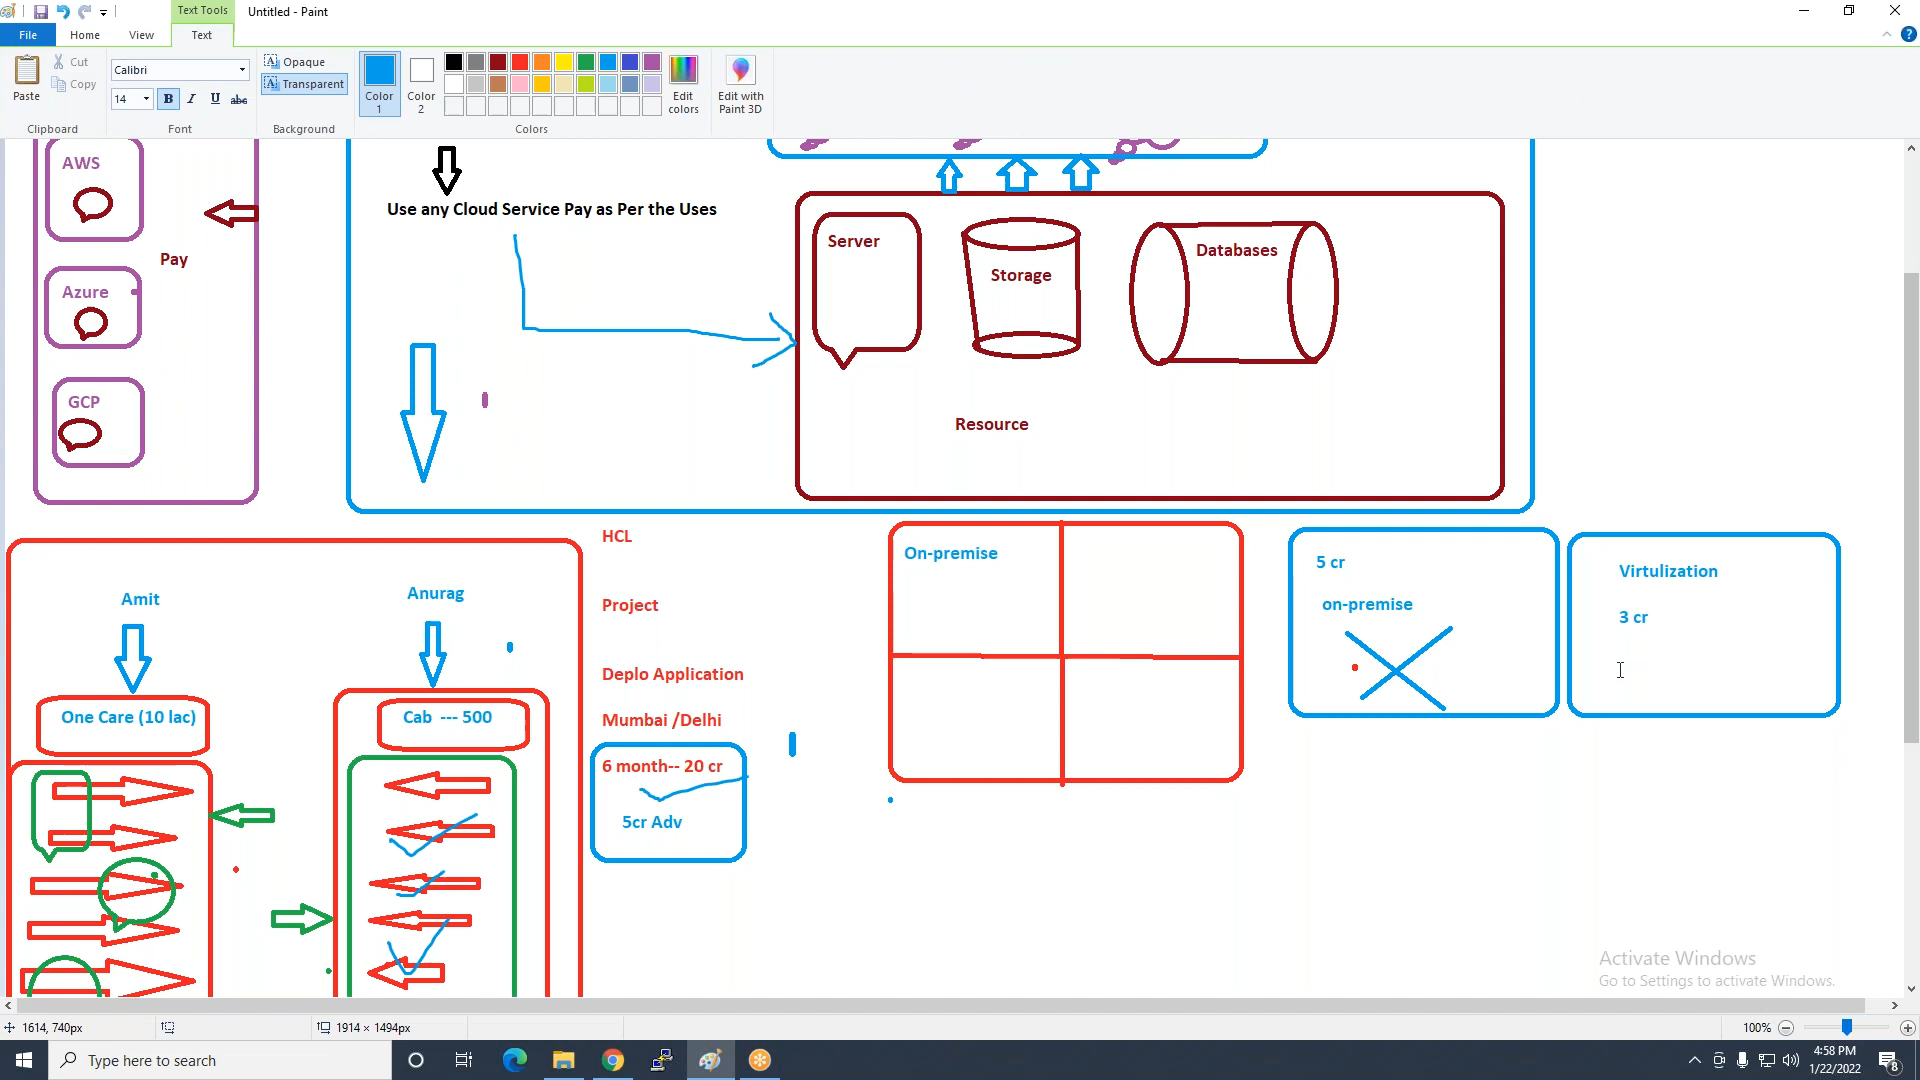 Text Tools
Untitled - Paint
File
Home
View
Text
Paste
Cut
Copy
Clipboard
Calibri
14
B
I
U
abc
Font
A
Opaque
A
Transparent
Background
Color
1
Color
2
Edit
colors
Colors
Edit with
Paint 3D
AWS
Pay
Azure
GCP
Use any Cloud Service Pay as Per the Uses
Server
Storage
Databases
Resource
HCL
Project
Deplo Application
Mumbai /Delhi
6 month-- 20 cr
5cr Adv
Amit
Anurag
One Care (10 lac)
Cab --- 500
On-premise
5 cr
on-premise
Virtulization
3 cr
Activate Windows
Go to Settings to activate Windows.
1614, 740px
1914 × 1494px
100%
Type here to search
4:58 PM
1/22/2022
8